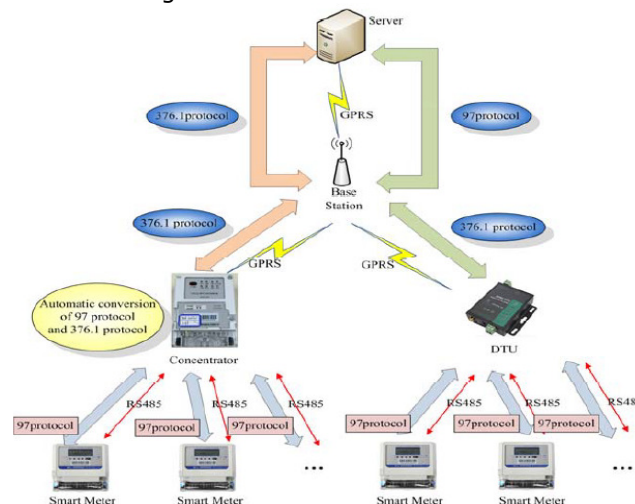 Server
376.1protocol
GPRS
97protocol
Base
Station
376.1 protocol
376.1 protocol
GPRS
GPRS
Automatic conversion
of 97 protocol
and 376.1 protocol
Concentrator
DTU
RS485
RS485
RS485
RS485
RS485
RS48
97protocol
97protocol
97protocol
97protocol
97protocol
97protocol
...
...
Smart Meter
Smart Meter
Smart Meter
Smart Meter